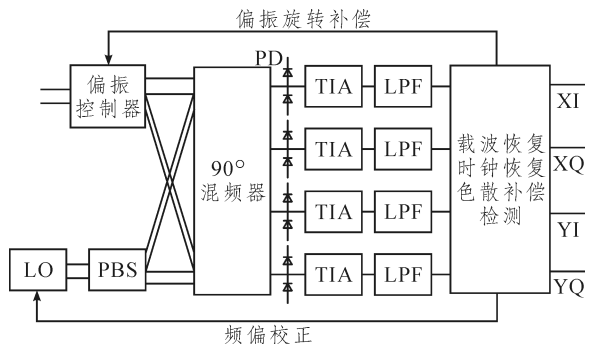 偏振旋转补偿
偏振
控制器
PD
TIA
LPF
XI
90°
混频器
TIA
LPF
载波恢复
时钟恢复
色散补偿
检测
XQ
TIA
LPF
YI
LO
PBS
TIA
LPF
YQ
频偏校正